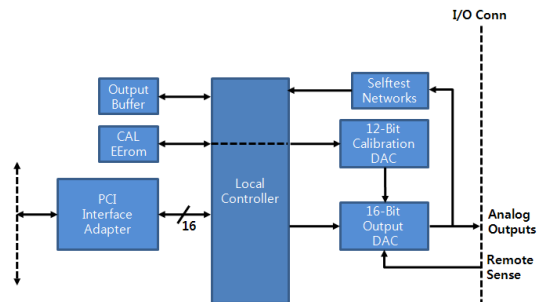 I/O Conn
Output
Buffer
Selftest
Networks
CAL
EErom
12-Bit
Calibration
DAC
PCI
Interface
Adapter
16
Local
Controller
16-Bit
Output
DAC
Analog
Outputs
Remote
Sense